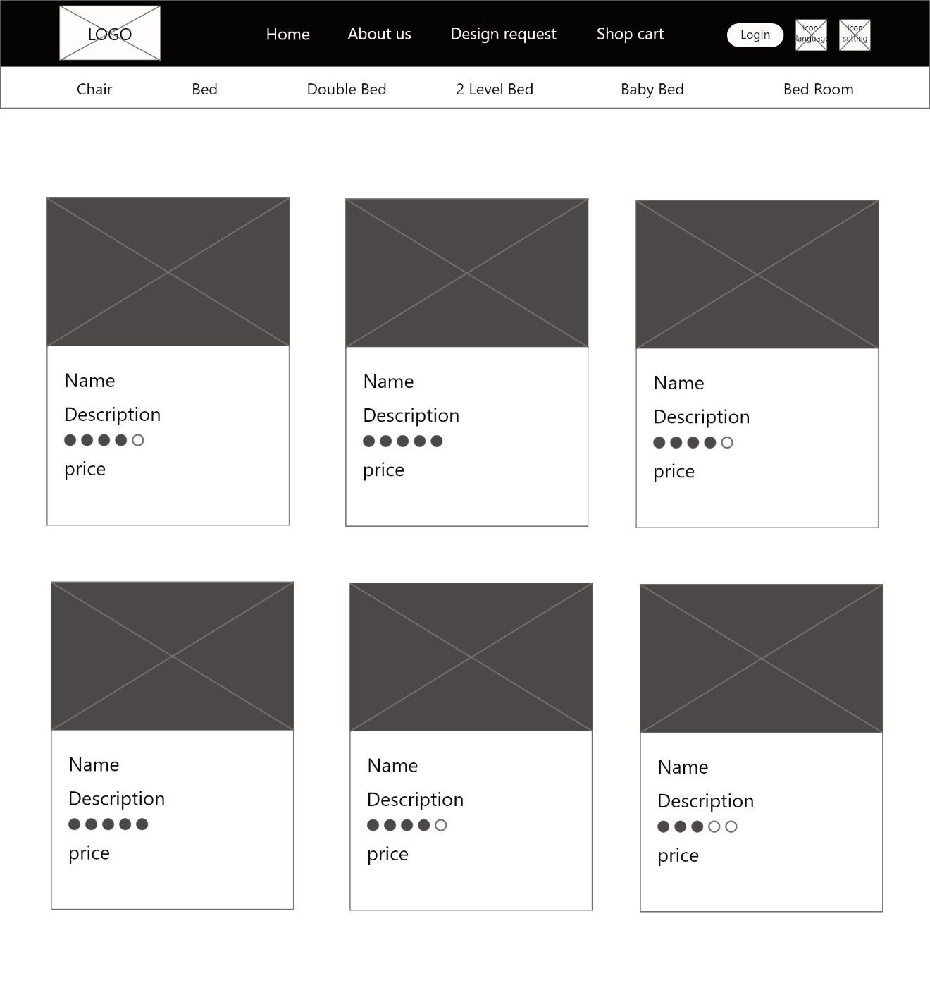 LOGO
Home About us Design request Shop cart Login
Icon
language
Icon
setting
Chair Bed Double Bed 2 Level Bed Baby Bed Bed Room
Name
Description
price
Name
Description
price
Name
Description
price
Name
Description
price
Name
Description
price
Name
Description
price